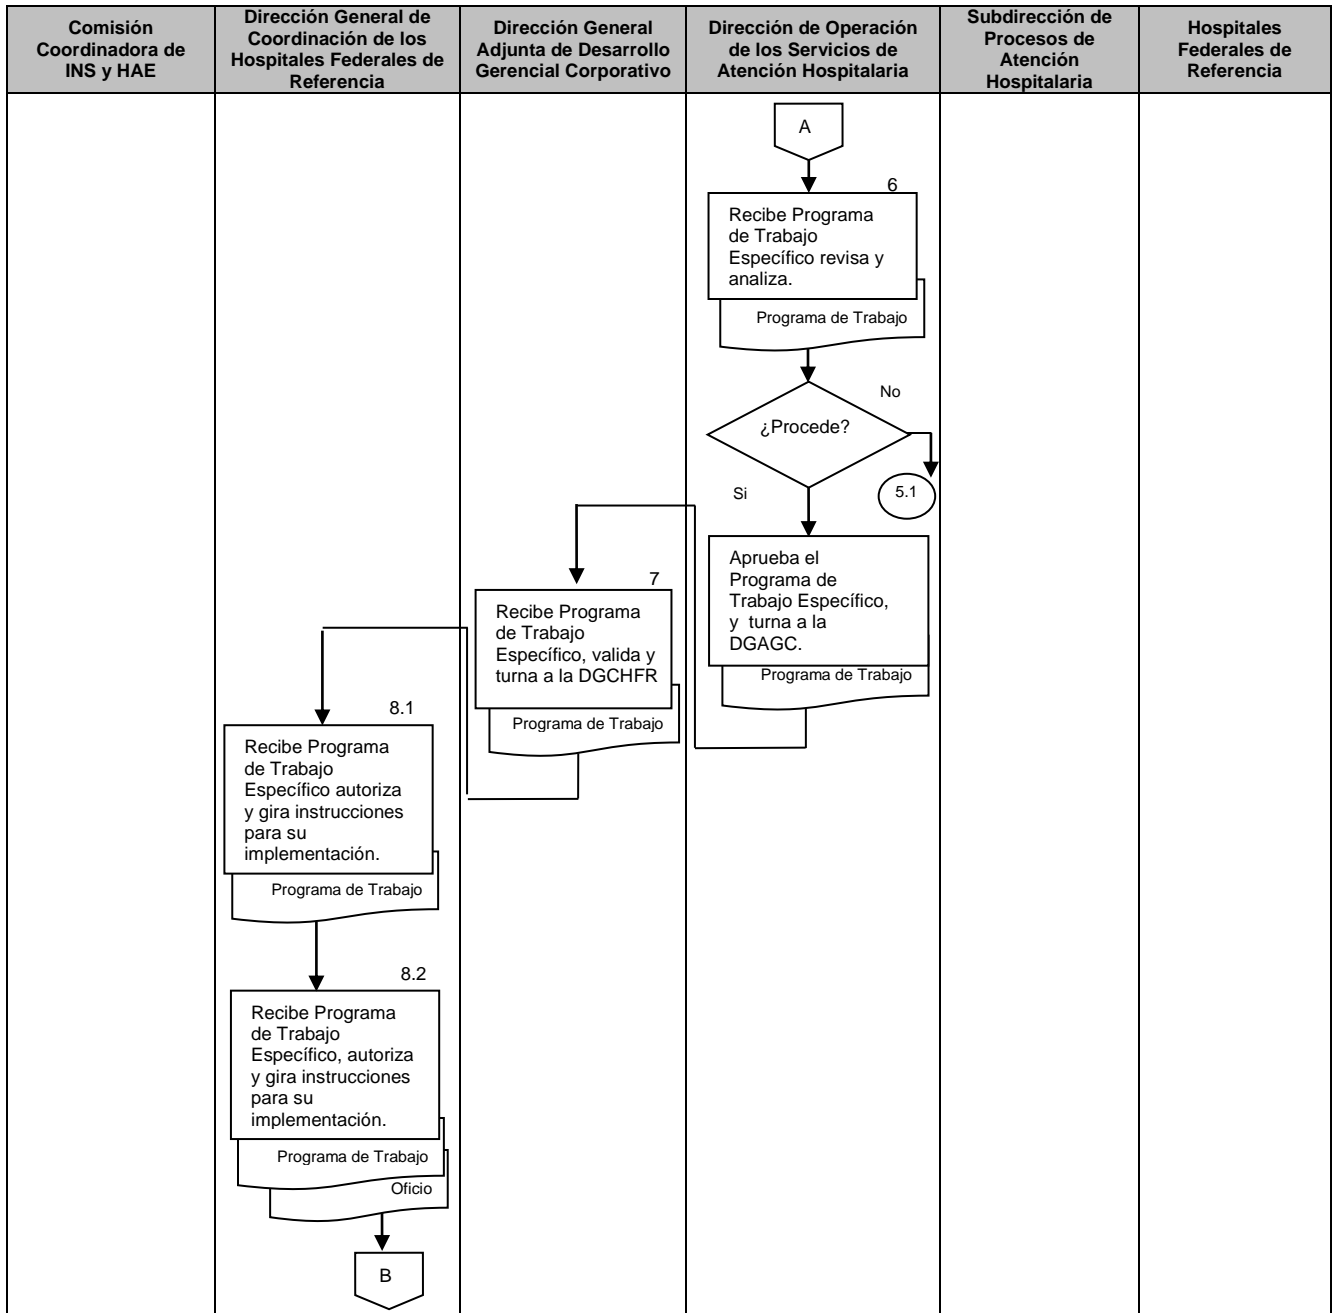 Comisión
Coordinadora de
INS y HAE
Dirección General de
Coordinación de los
Hospitales Federales de
Referencia
Dirección General
Adjunta de Desarrollo
Gerencial Corporativo
Dirección de Operación
de los Servicios de
Atención Hospitalaria
Subdirección de
Procesos de
Atención
Hospitalaria
Hospitales
Federales de
Referencia
A
6
Recibe Programa
de Trabajo
Específico revisa y
analiza.
Programa de Trabajo
No
¿Procede?
Si
5.1
Aprueba el
Programa de
Trabajo Específico,
y turna a la
DGAGC.
Programa de Trabajo
7
Recibe Programa
de Trabajo
Específico, valida y
turna a la DGCHFR
Programa de Trabajo
8.1
Recibe Programa
de Trabajo
Específico autoriza
y gira instrucciones
para su
implementación.
Programa de Trabajo
8.2
Recibe Programa
de Trabajo
Específico, autoriza
y gira instrucciones
para su
implementación.
Programa de Trabajo
Oficio
B